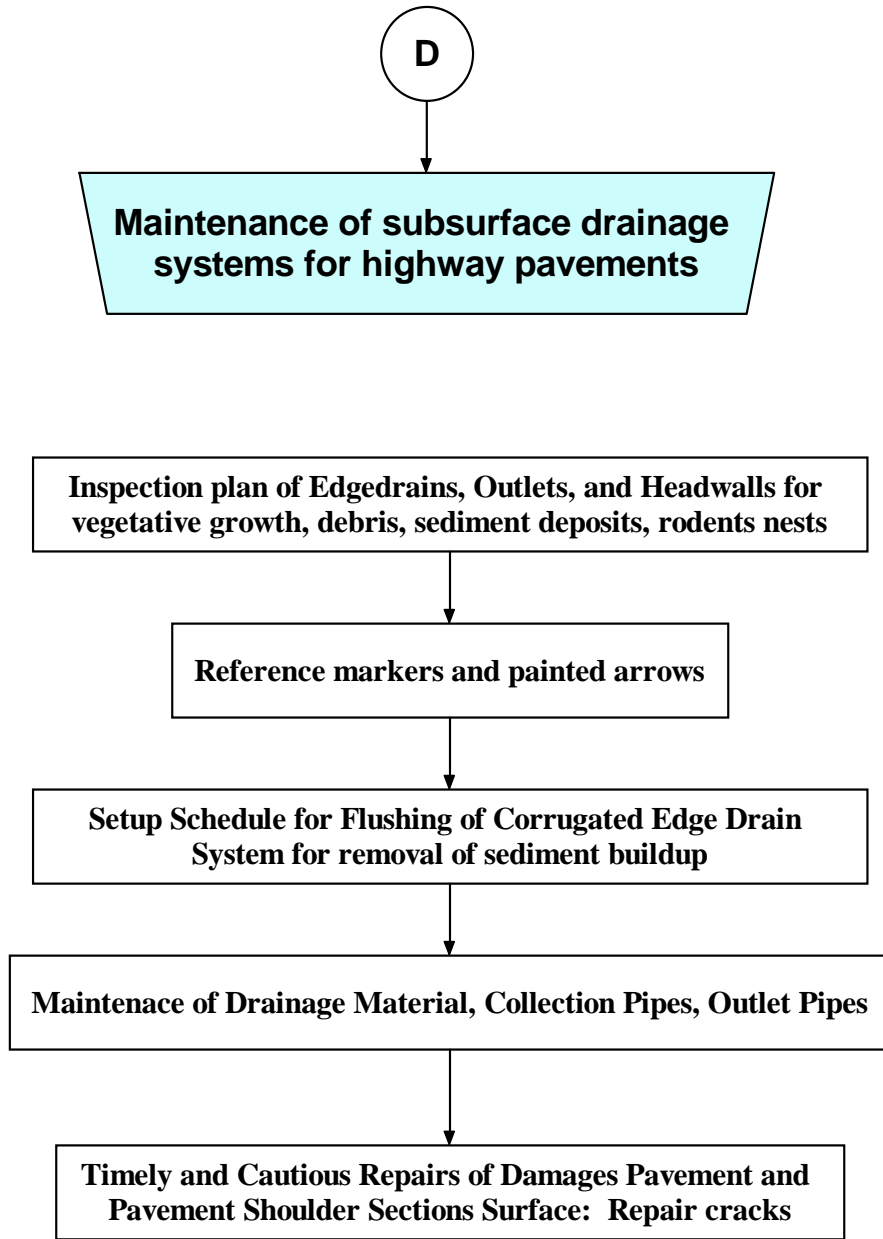 D
Maintenance of subsurface drainage
systems for highway pavements
Inspection plan of Edgedrains, Outlets, and Headwalls for
vegetative growth, debris, sediment deposits, rodents nests
Reference markers and painted arrows
Setup Schedule for Flushing of Corrugated Edge Drain
System for removal of sediment buildup
Maintenace of Drainage Material, Collection Pipes, Outlet Pipes
Timely and Cautious Repairs of Damages Pavement and
Pavement Shoulder Sections Surface:  Repair cracks